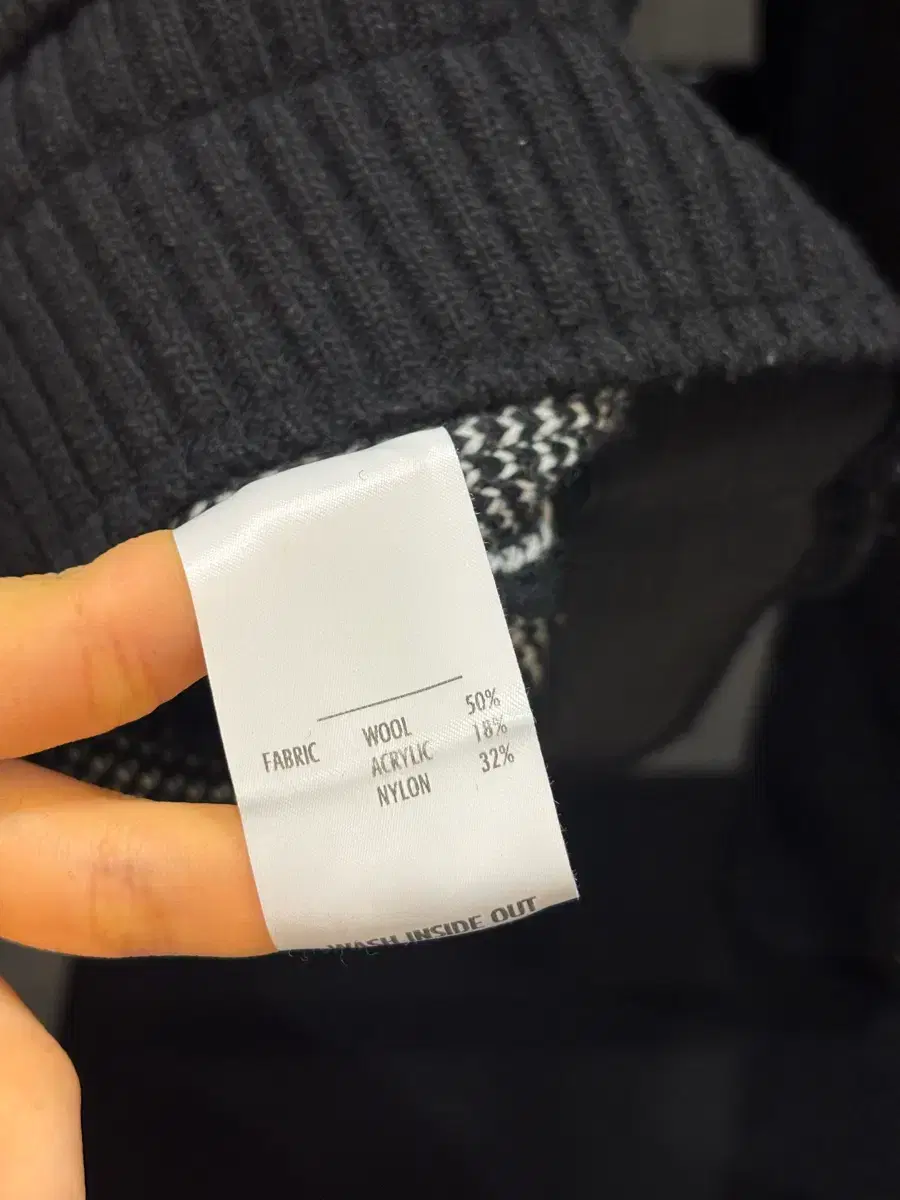 FABRIC WOOL 50%
ACRYLIC 18%
NYLON 32%
WASH INSIDE OUT